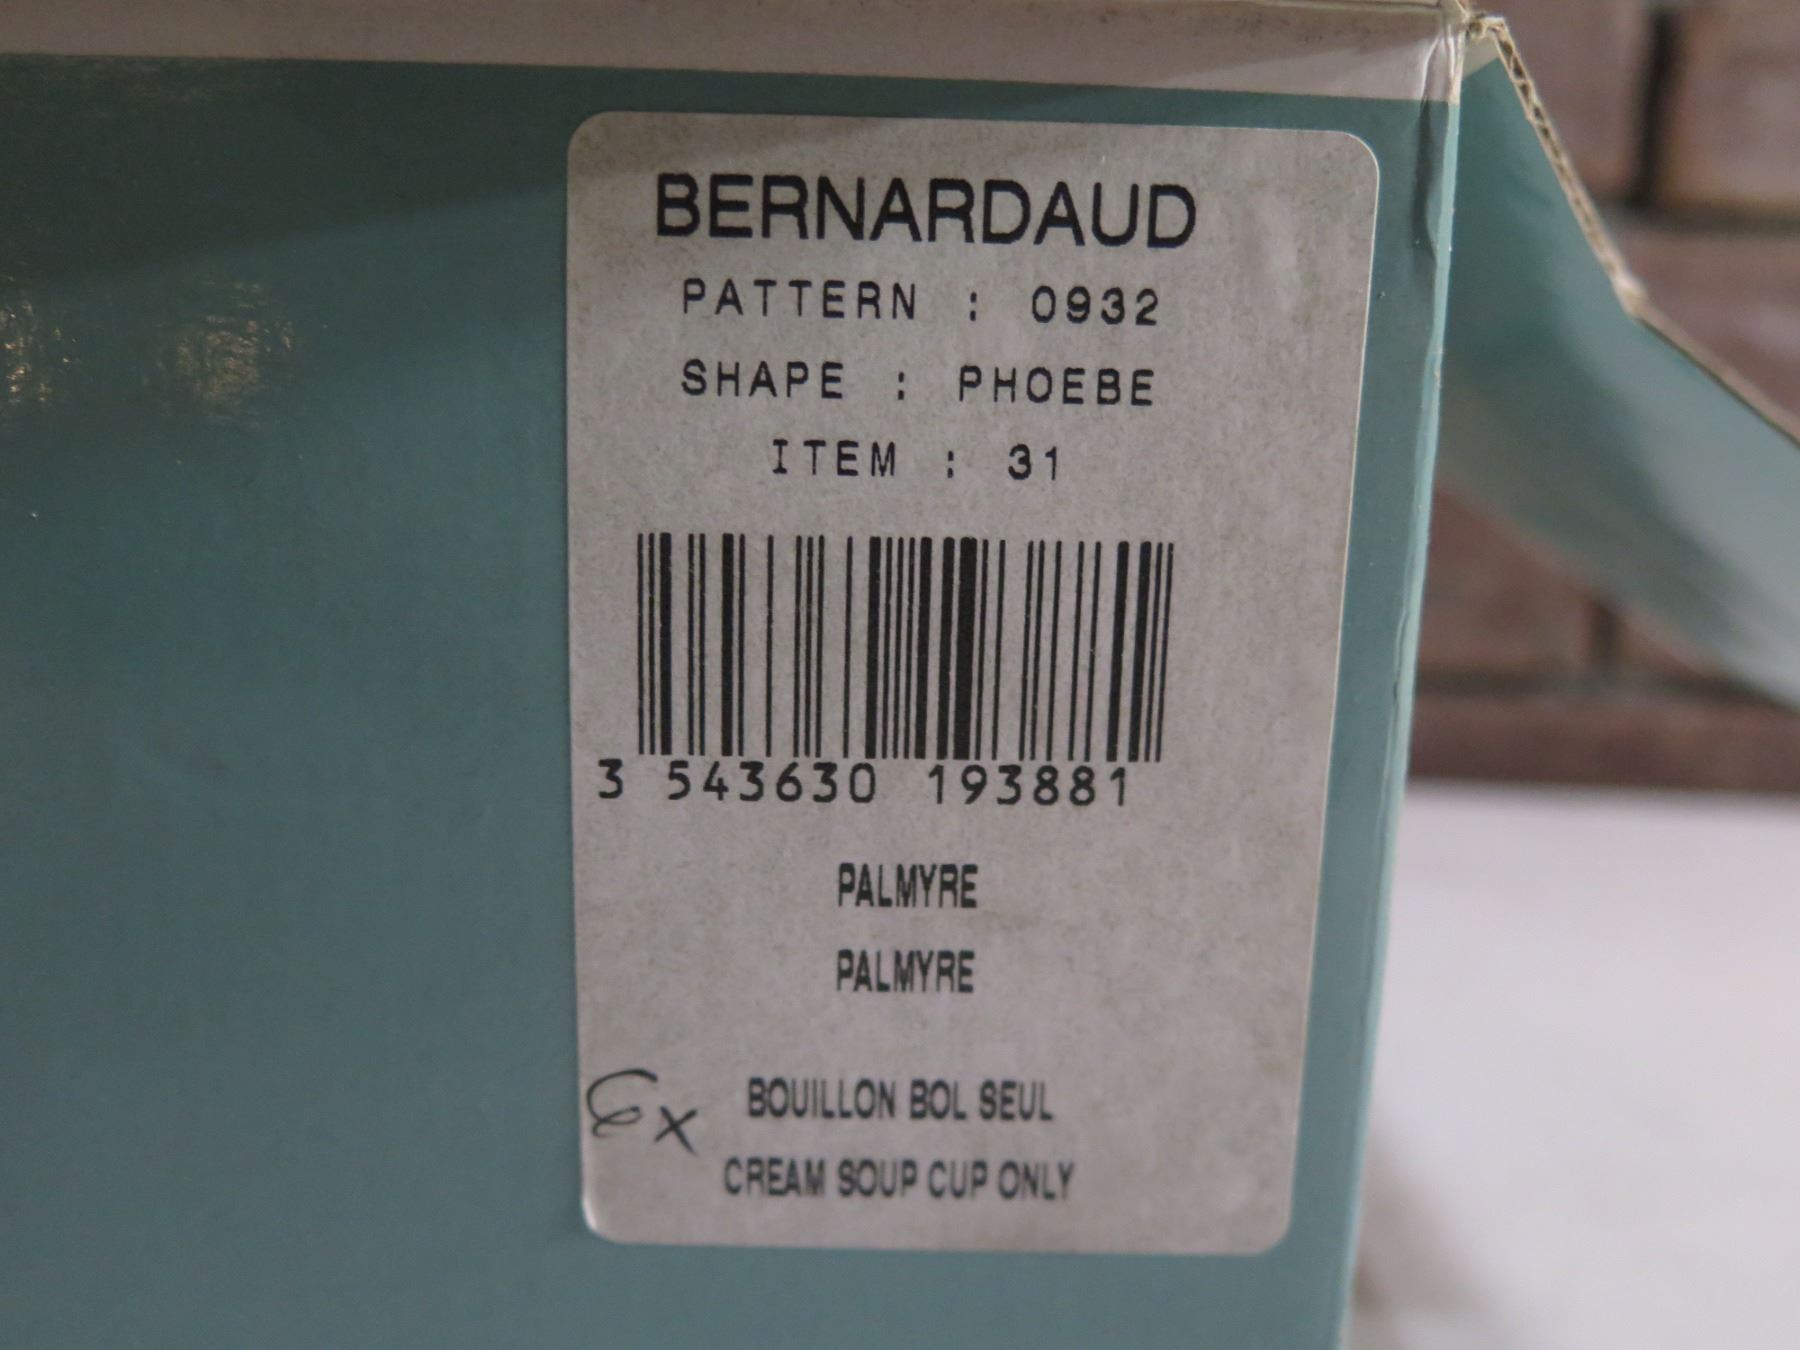 BERNARDAUD
PATTERN : 0932
SHAPE : PHOEBE
ITEM : 31
3 543630 193881
PALMYRE
PALMYRE
6x BOUILLON BOL SEUL
CREAM SOUP CUP ONLY